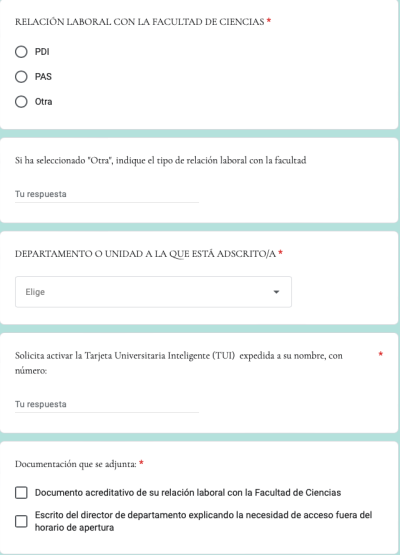 RELACIÓN LABORAL CON LA FACULTAD DE CIENCIAS *
PDI
PAS
Otra
Si ha seleccionado "Otra", indique el tipo de relación laboral con la facultad
Tu respuesta
DEPARTAMENTO O UNIDAD A LA QUE ESTÁ ADSCRITO/A *
Elige
Solicita activar la Tarjeta Universitaria Inteligente (TUI) expedida a su nombre, con *
número:
Tu respuesta
Documentación que se adjunta: *
Documento acreditativo de su relación laboral con la Facultad de Ciencias
Escrito del director de departamento explicando la necesidad de acceso fuera del
horario de apertura